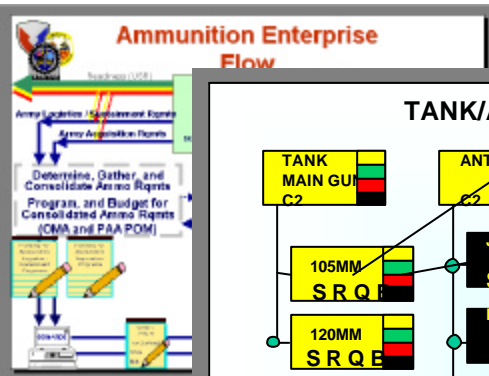 Ammunition Enterprise
Flow
Readiness (USR)
Army Logistics / Sustainment Rqmts
Army Acquisition Rqmts
Determine, Gather, and
Consolidate Ammo Rqmts
Program, and Budget for
Consolidated Ammo Rqmts
(OMA and PAA POM)
TANK/
TANK
MAIN GUN
C2
ANT
C2
105MM
S R Q B
120MM
S R Q B